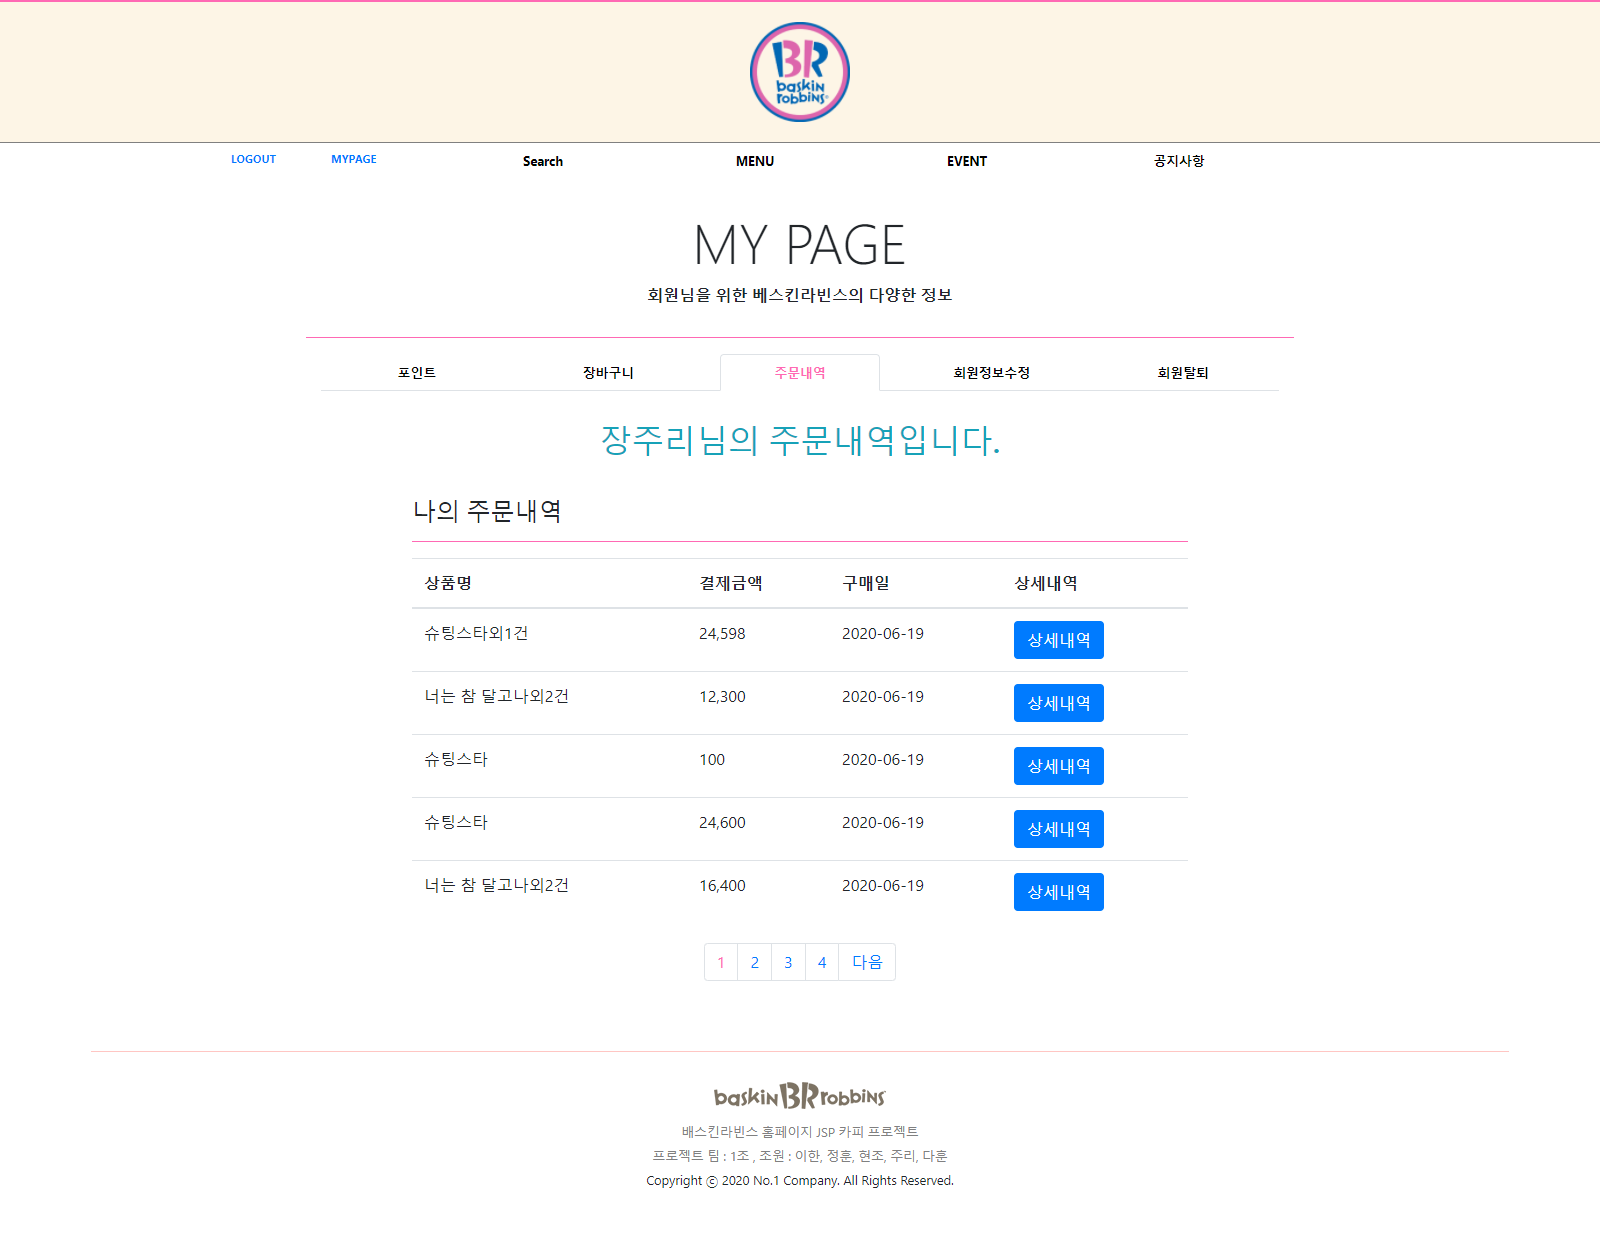 BR
baskin
robbins
LOGOUT MYPAGE Search MENU EVENT 공지사항
MY PAGE
회원님을 위한 베스킨라빈스의 다양한 정보
포인트 장바구니 주문내역 회원정보수정 회원탈퇴
장주리님의 주문내역입니다.
나의 주문내역
상품명 결제금액 구매일 상세내역
슈팅스타외1건 24,598 2020-06-19 상세내역
너는 참 달고나외2건 12,300 2020-06-19 상세내역
슈팅스타 100 2020-06-19 상세내역
슈팅스타 24,600 2020-06-19 상세내역
너는 참 달고나외2건 16,400 2020-06-19 상세내역
1 2 3 4 다음
baskin BR robbins
배스킨라빈스 홈페이지 JSP 카피 프로젝트
프로젝트 팀 : 1조 , 조원 : 이한, 정훈, 현조, 주리, 다훈
Copyright ⓒ 2020 No.1 Company. All Rights Reserved.